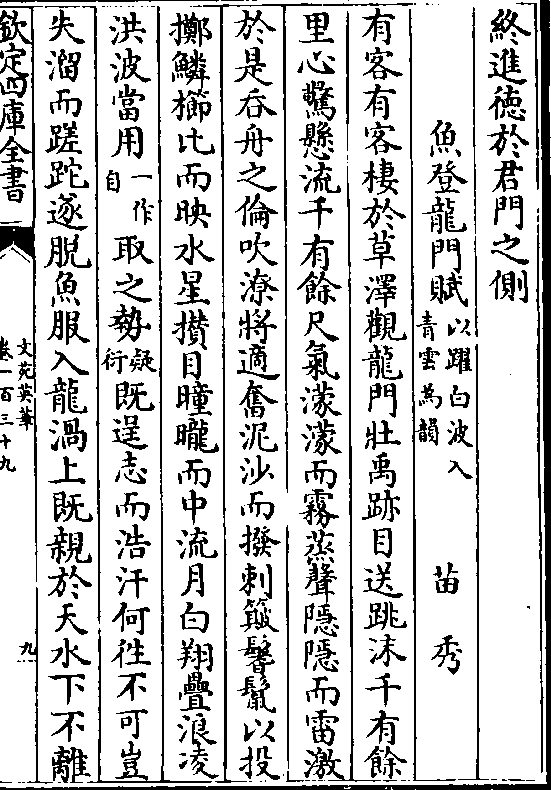 終進德於君門之側
魚登龍門賦 以躍白波入青雲為韻 苗秀
有客有客棲於草澤觀龍門壯禹跡目送跳沫千有餘
里心驚懸流千有餘尺氣濛濛而霧蒸聲隱隱而雷激
於是吞舟之倫吹潦將適奮泥沙而撥刺簸鬐鬛以投
擲鱗櫛比而映水星攢目曈曨而中流月白翔疊浪凌
洪波當用一作自取之勢疑衍既逞志而浩汗何徃不可豈
失溜而蹉跎遂脫魚服入龍渦上既親於天水下不離
欽定四庫全書
文苑英華
卷一百三十九
九